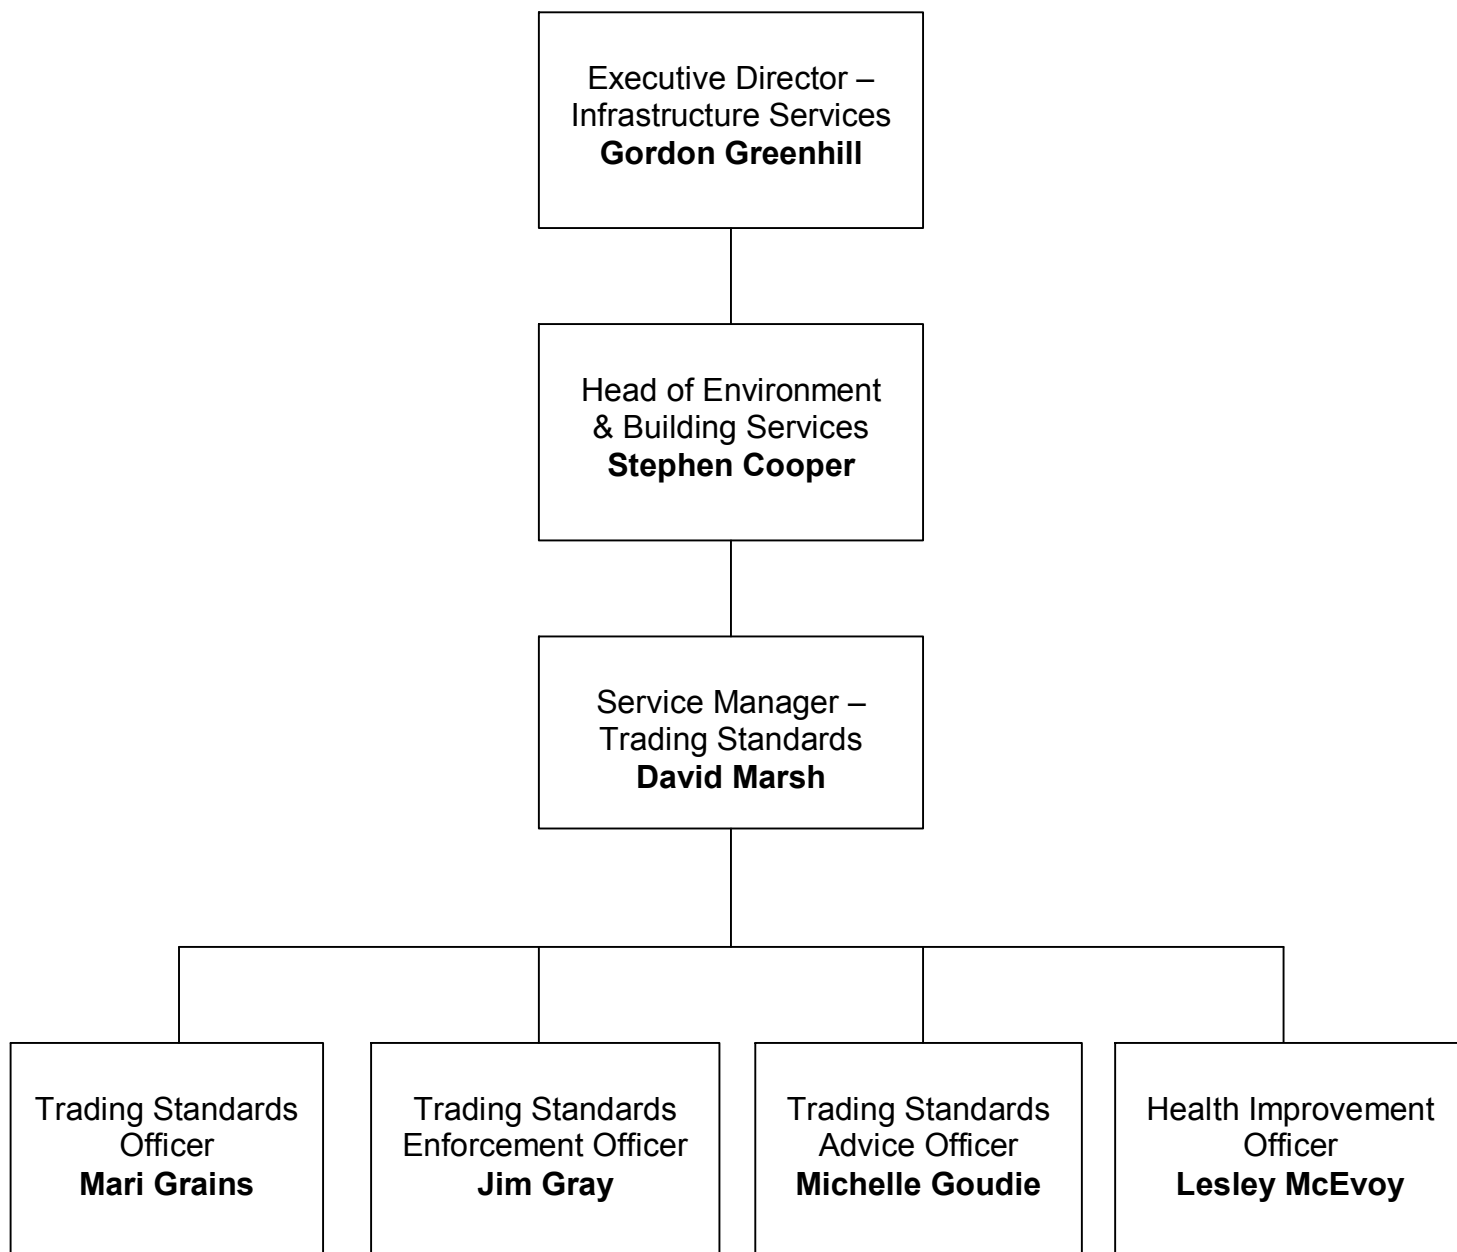 Executive Director –
Infrastructure Services
Gordon Greenhill
Head of Environment
& Building Services
Stephen Cooper
Service Manager –
Trading Standards
David Marsh
Trading Standards
Officer
Mari Grains
Trading Standards
Enforcement Officer
Jim Gray
Trading Standards
Advice Officer
Michelle Goudie
Health Improvement
Officer
Lesley McEvoy